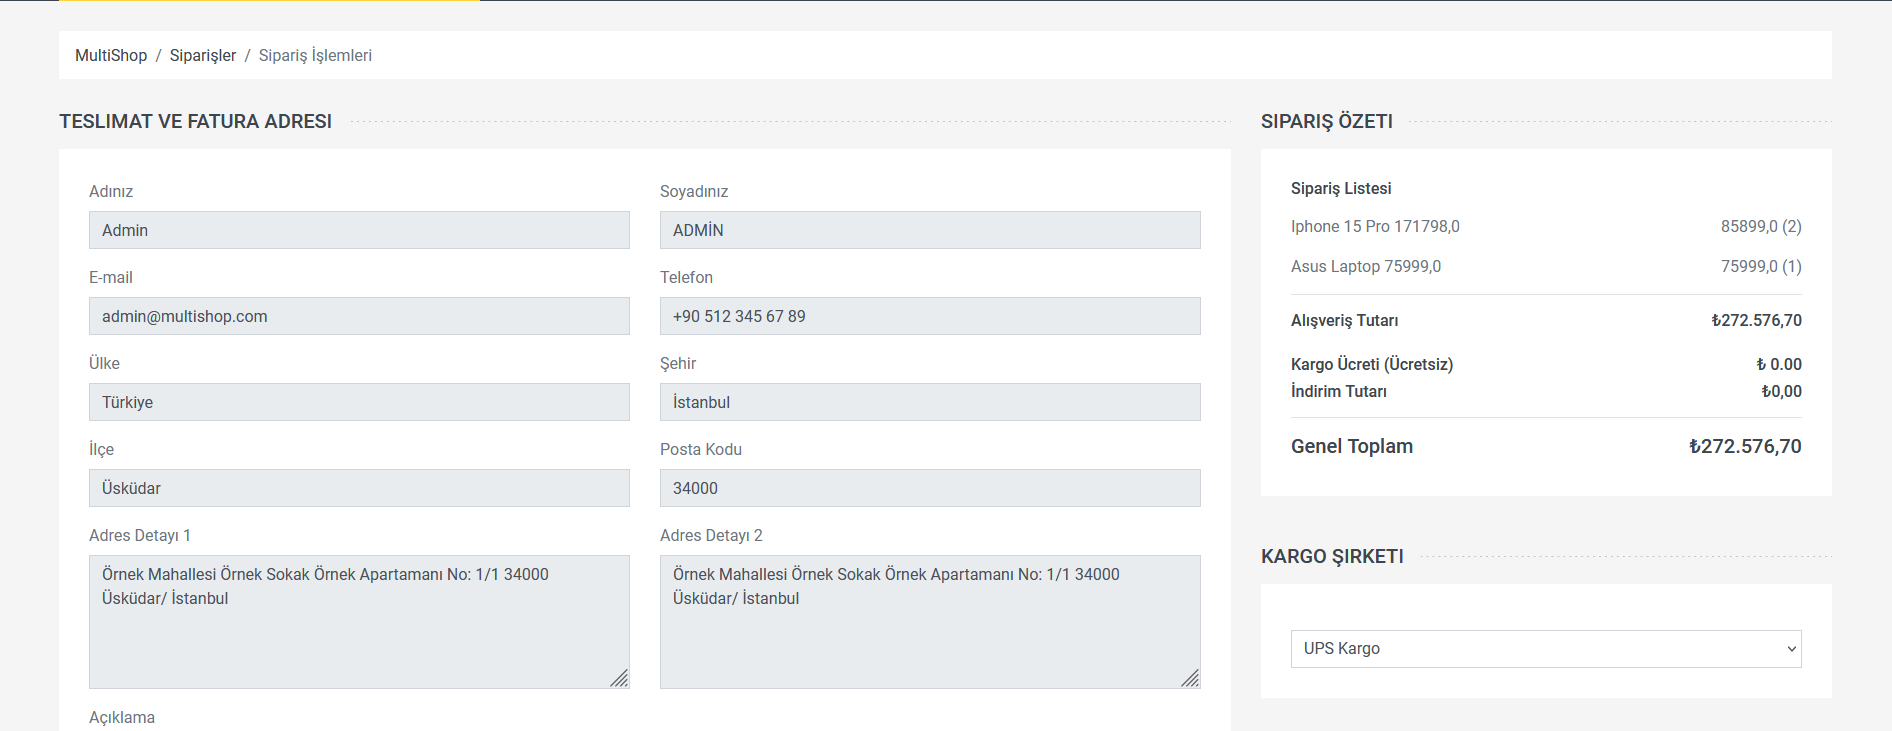 MultiShop / Siparişler / Sipariş İşlemleri
TESLIMAT VE FATURA ADRESI
Adınız
Admin
Soyadınız
ADMİN
E-mail
admin@multishop.com
Telefon
+90 512 345 67 89
Ülke
Türkiye
Şehir
İstanbul
İlçe
Üsküdar
Posta Kodu
34000
Adres Detayı 1
Örnek Mahallesi Örnek Sokak Örnek Apartamanı No: 1/1 34000
Üsküdar/ İstanbul
Adres Detayı 2
Örnek Mahallesi Örnek Sokak Örnek Apartamanı No: 1/1 34000
Üsküdar/ İstanbul
Açıklama
SIPARIŞ ÖZETI
Sipariş Listesi
Iphone 15 Pro 171798,0 85899,0 (2)
Asus Laptop 75999,0 75999,0 (1)
Alışveriş Tutarı ₺272.576,70
Kargo Ücreti (Ücretsiz) ₺ 0.00
İndirim Tutarı ₺0,00
Genel Toplam ₺272.576,70
KARGO ŞIRKETI
UPS Kargo